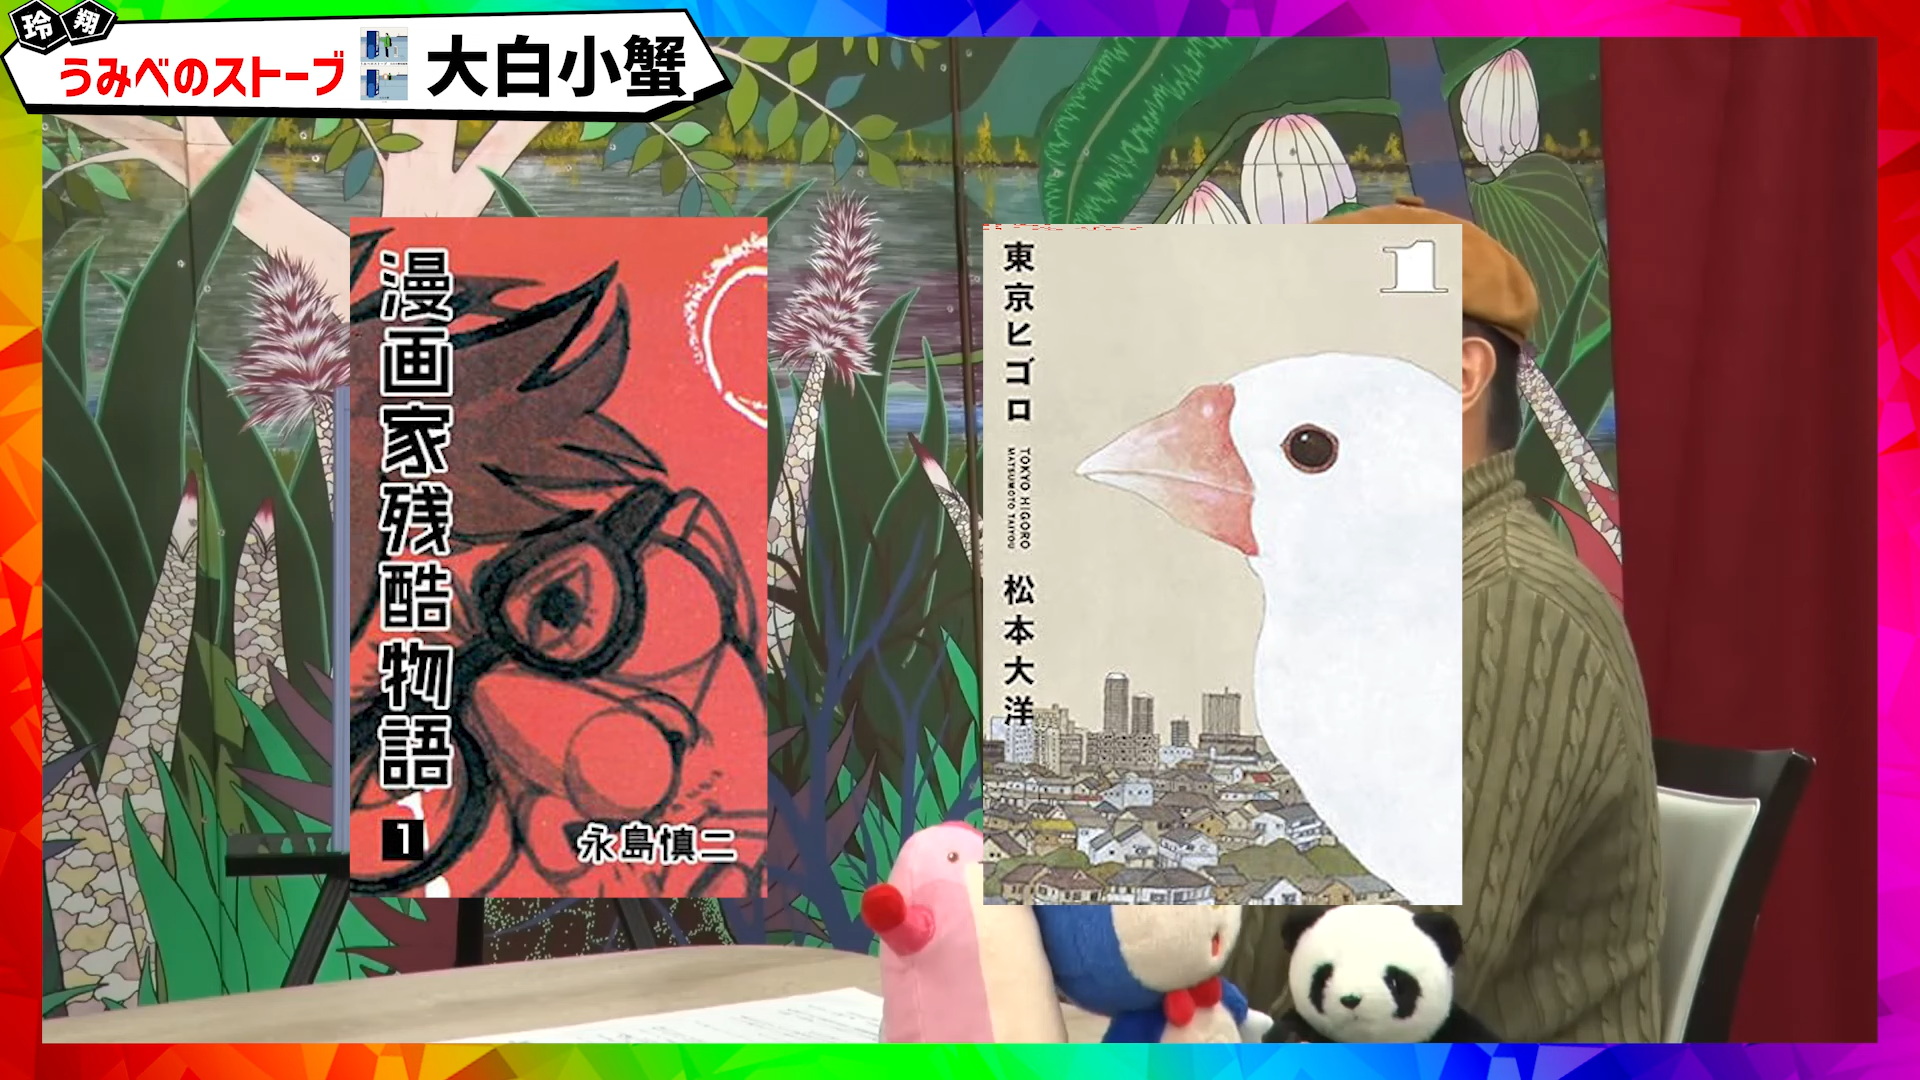 玲 翔
うみべのストーブ 大白小蟹
漫画家残酷物語
1
永島慎二
東京ヒゴロ
TOKYO HIGORO
MATSUMOTO TAIYOU
松本大洋
1